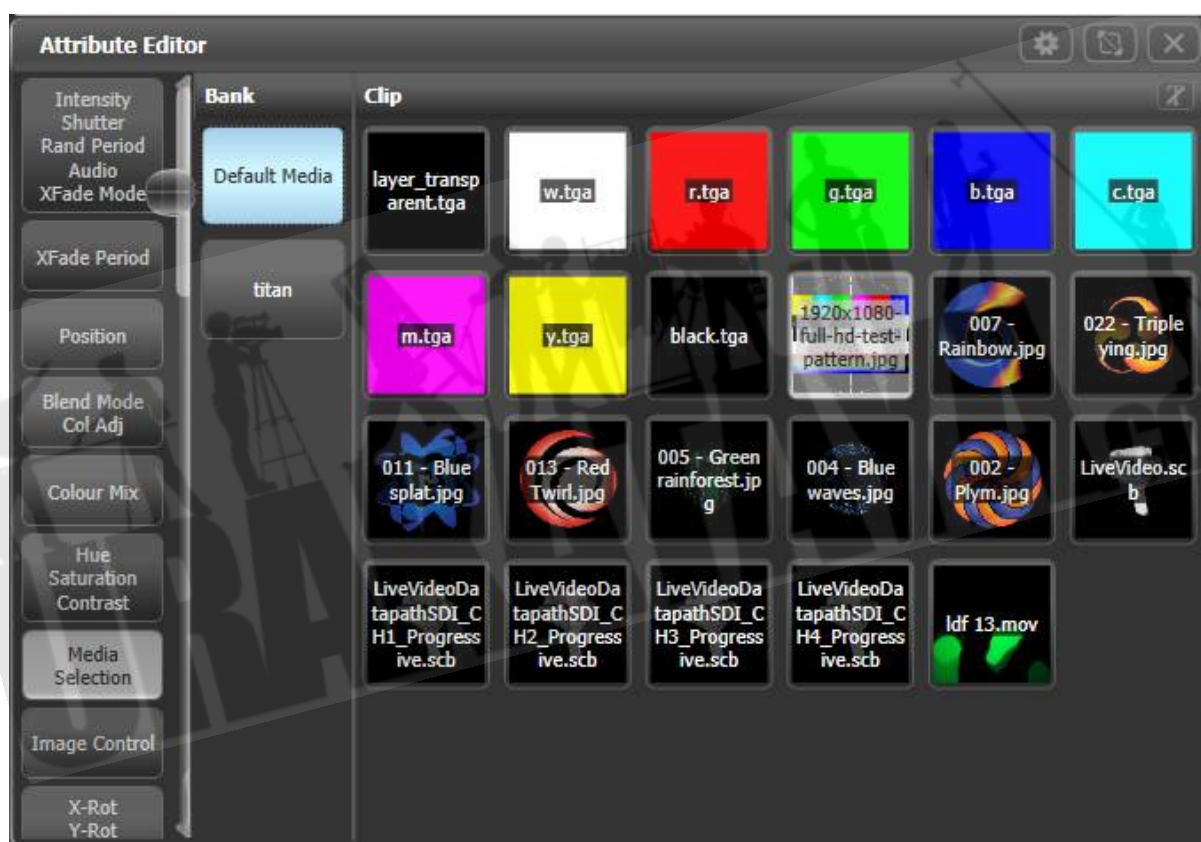 Attribute Editor
Intensity
Shutter
Rand Period
Audio
XFade Mode
XFade Period
Position
Blend Mode
Col Adj
Colour Mix
Hue
Saturation
Contrast
Media
Selection
Image Control
X-Rot
Y-Rot
Bank
Default Media
titan
Clip
layer_transp
arent.tga
w.tga
r.tga
g.tga
b.tga
c.tga
m.tga
y.tga
black.tga
1920x1080-
full-hd-test-
pattern.jpg
007 -
Rainbow.jpg
022 - Triple
ying.jpg
011 - Blue
splat.jpg
013 - Red
Twirl.jpg
005 - Green
rainforest.jp
g
004 - Blue
waves.jpg
002 -
Plym.jpg
LiveVideo.sc
b
LiveVideoDa
tapathSDI_C
H1_Progress
ive.scb
LiveVideoDa
tapathSDI_C
H2_Progress
ive.scb
LiveVideoDa
tapathSDI_C
H3_Progress
ive.scb
LiveVideoDa
tapathSDI_C
H4_Progress
ive.scb
ldf 13.mov